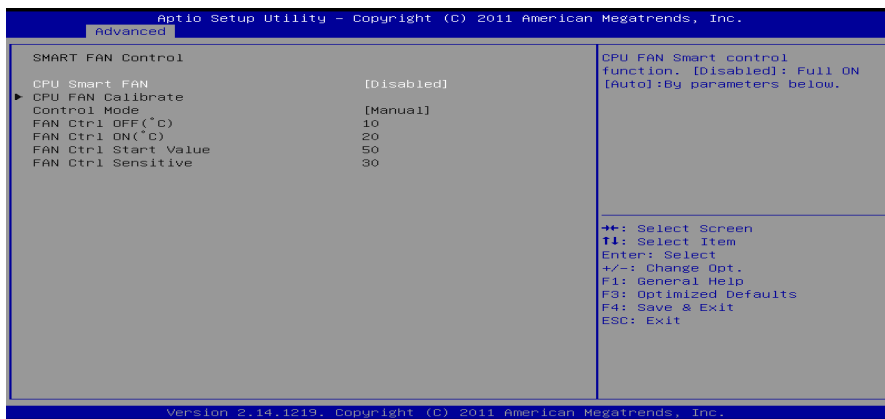 Aptio Setup Utility – Copyright (C) 2011 American Megatrends, Inc.
Advanced
SMART FAN Control
CPU Smart FAN [Disabled]
► CPU FAN Calibrate
Control Mode [Manual]
FAN Ctrl OFF(°C) 10
FAN Ctrl ON(°C) 20
FAN Ctrl Start Value 50
FAN Ctrl Sensitive 30
CPU FAN Smart control
function. [Disabled]: Full ON
[Auto]:By parameters below.
→←: Select Screen
↑↓: Select Item
Enter: Select
+/-: Change Opt.
F1: General Help
F3: Optimized Defaults
F4: Save & Exit
ESC: Exit
Version 2.14.1219. Copyright (C) 2011 American Megatrends, Inc.